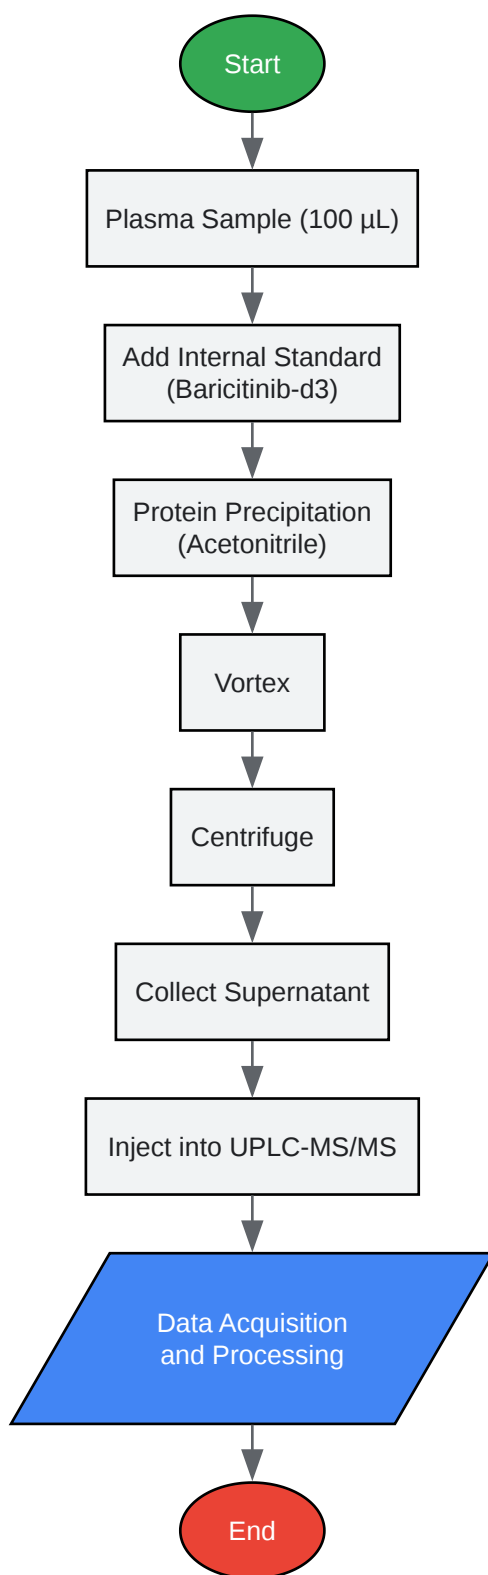 Start
Plasma Sample (100 µL)
Add Internal Standard
(Baricitinib-d3)
Protein Precipitation
(Acetonitrile)
Vortex
Centrifuge
Collect Supernatant
Inject into UPLC-MS/MS
Data Acquisition
and Processing
End